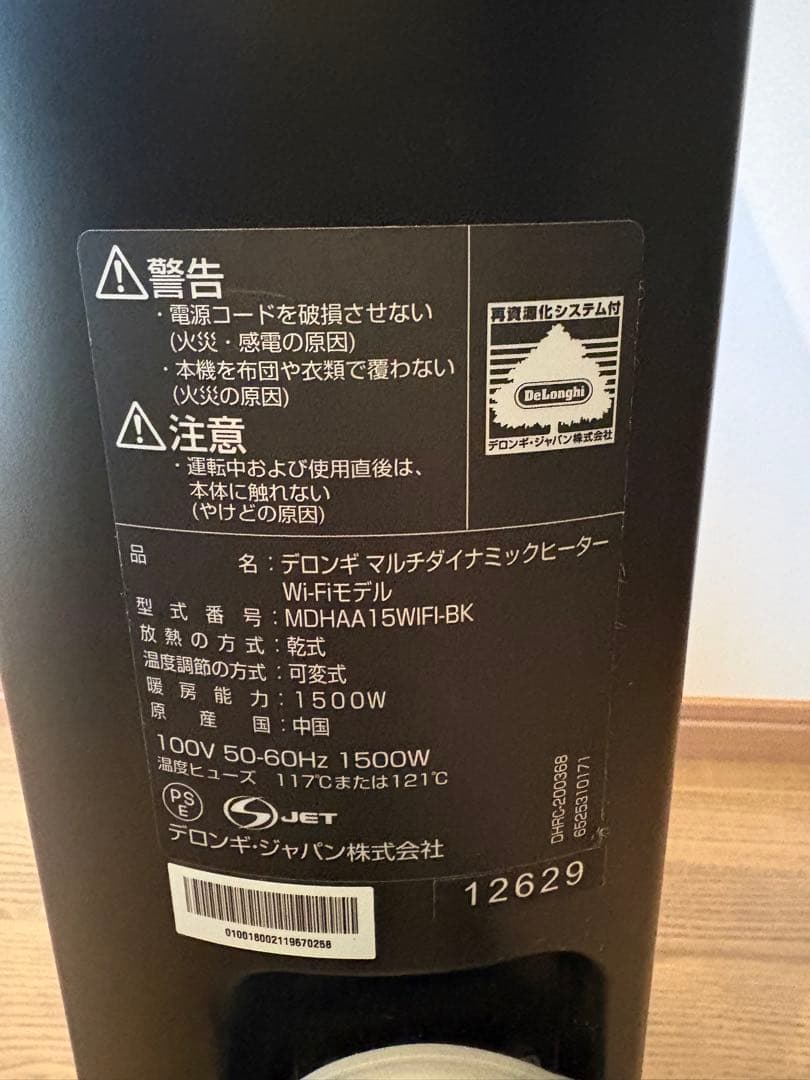 警告
・電源コードを破損させない
(火災・感電の原因)
・本機を布団や衣類で覆わない
(火災の原因)
注意
・運転中および使用直後は、
本体に触れない
(やけどの原因)
再資源化システム付
DeLonghi
デロンギ・ジャパン株式会社
品名：デロンギ マルチダイナミックヒーター
Wi-Fiモデル
型式番号：MDHAA15WIFI-BK
放熱の方式：乾式
温度調節の方式：可変式
暖房能力：1500W
原産国：中国
100V 50-60Hz 1500W
温度ヒューズ 117℃または121℃
PS
E
JET
デロンギ・ジャパン株式会社
DHRC-200368
6525310171
12629
010018002119670268